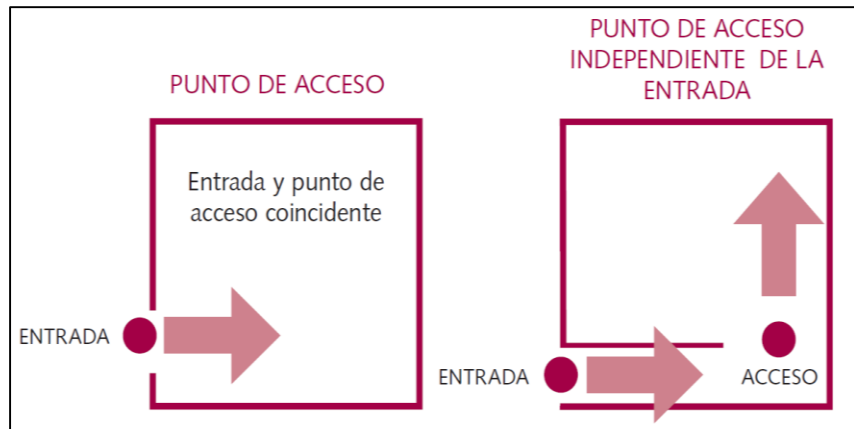 PUNTO DE ACCESO
Entrada y punto de
acceso coincidente
ENTRADA
PUNTO DE ACCESO
INDEPENDIENTE DE LA
ENTRADA
ENTRADA
ACCESO